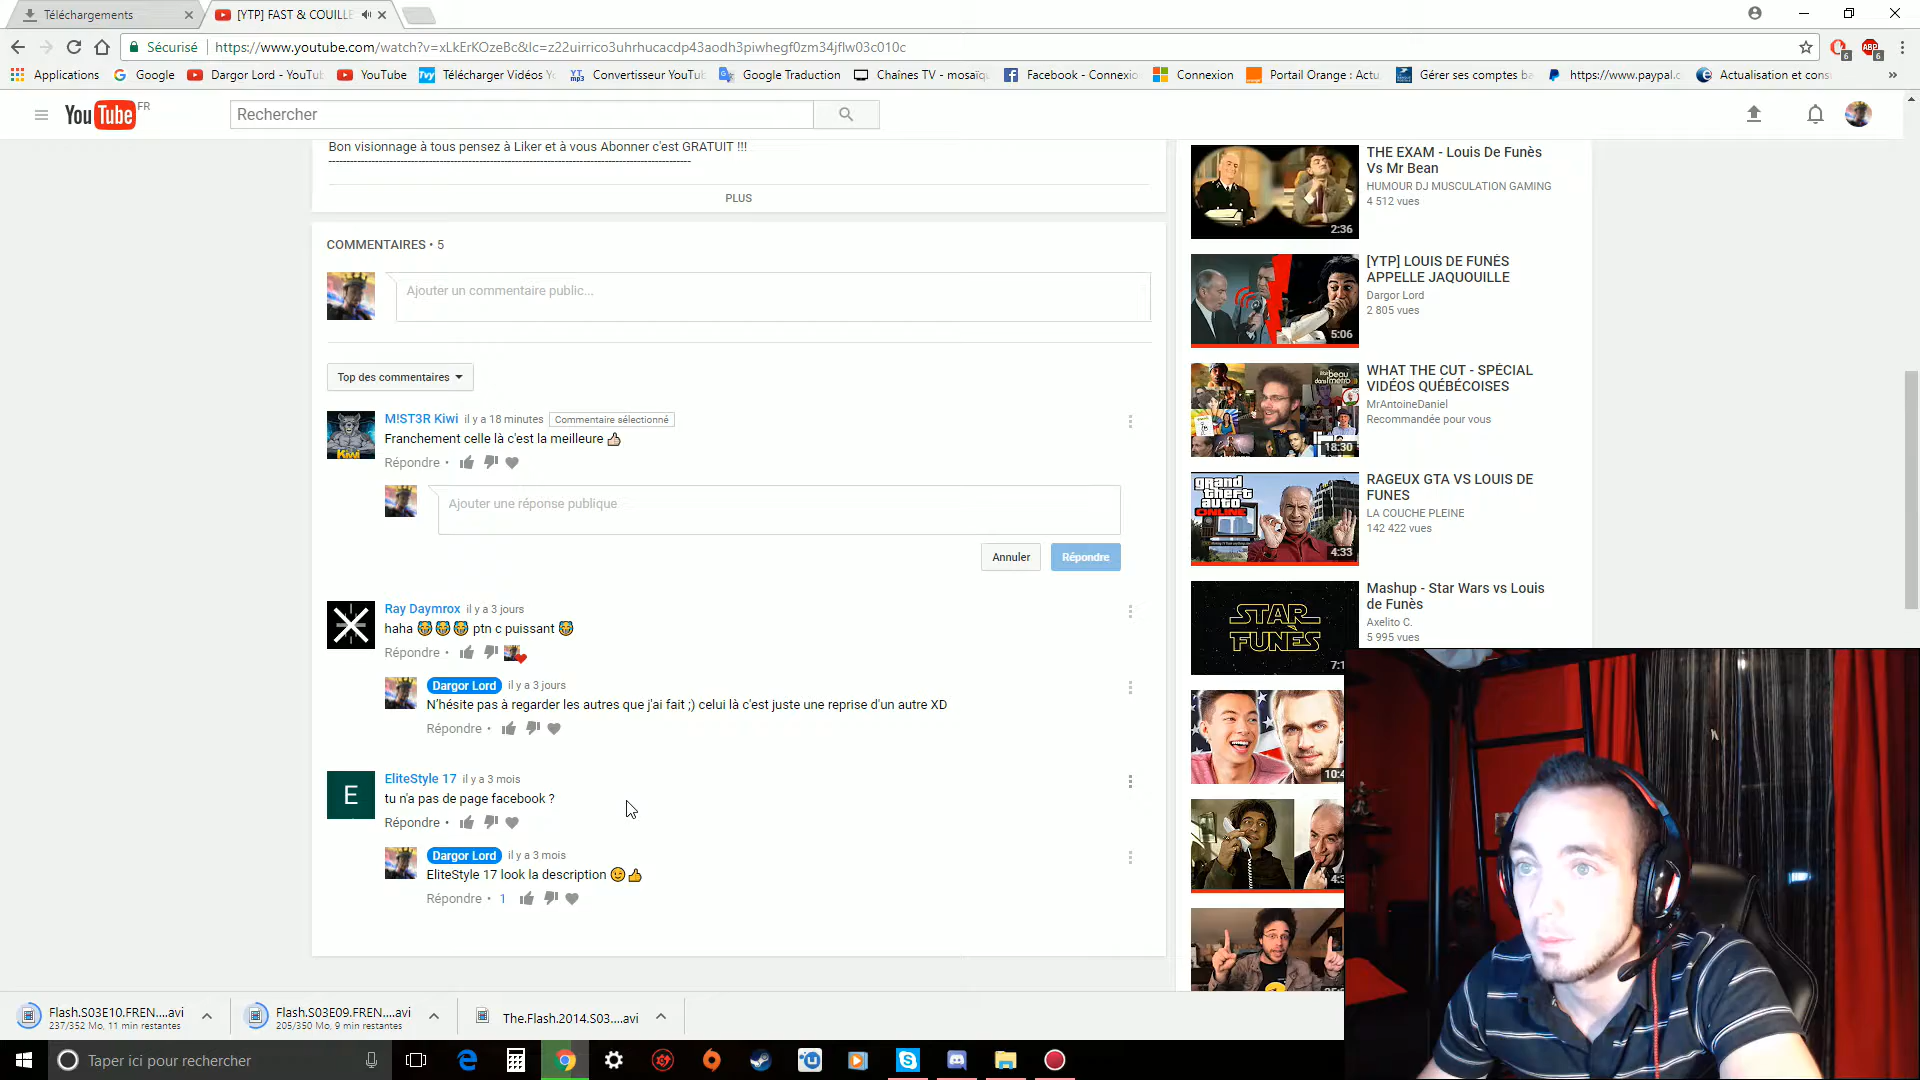 Téléchargements
[YTP] FAST & COUILLE
Sécurisé
https://www.youtube.com/watch?v=xLkErKOzeBc&lc=z22uirrico3uhrhucacdp43aodh3piwhegf0zm34jflw03c010c
Applications
Google
Dargor Lord - YouTu
YouTube
Télécharger Vidéos Y
Convertisseur YouTu
Google Traduction
Chaînes TV - mosaïq
Facebook - Connexio
Connexion
Portail Orange : Actu
Gérer ses comptes ba
https://www.paypal.c
Actualisation et cons
YouTube FR
Rechercher
Bon visionnage à tous pensez à Liker et à vous Abonner c'est GRATUIT !!!
PLUS
COMMENTAIRES • 5
Ajouter un commentaire public...
Top des commentaires
M!ST3R Kiwi il y a 18 minutes Commentaire sélectionné
Franchement celle là c'est la meilleure 👍
Répondre •
Ajouter une réponse publique
Annuler
Répondre
Ray Daymrox il y a 3 jours
haha 😂😂😂 ptn c puissant 😂
Répondre •
Dargor Lord il y a 3 jours
N'hésite pas à regarder les autres que j'ai fait ;) celui là c'est juste une reprise d'un autre XD
Répondre •
E
EliteStyle 17 il y a 3 mois
tu n'a pas de page facebook ?
Répondre •
Dargor Lord il y a 3 mois
EliteStyle 17 look la description 😉👍
Répondre • 1
THE EXAM - Louis De Funès
Vs Mr Bean
HUMOUR DJ MUSCULATION GAMING
4 512 vues
2:36
[YTP] LOUIS DE FUNÈS
APPELLE JAQUOUILLE
Dargor Lord
2 805 vues
5:06
WHAT THE CUT - SPÉCIAL
VIDÉOS QUÉBÉCOISES
MrAntoineDaniel
Recommandée pour vous
18:30
RAGEUX GTA VS LOUIS DE
FUNES
LA COUCHE PLEINE
142 422 vues
grand
theft
auto
ONLINE
4:33
Mashup - Star Wars vs Louis
de Funès
Axelito C.
5 995 vues
STAR
FUNÈS
Flash.S03E10.FREN....avi
237/352 Mo, 11 min restantes
Flash.S03E09.FREN....avi
205/350 Mo, 9 min restantes
The.Flash.2014.S03....avi
Taper ici pour rechercher